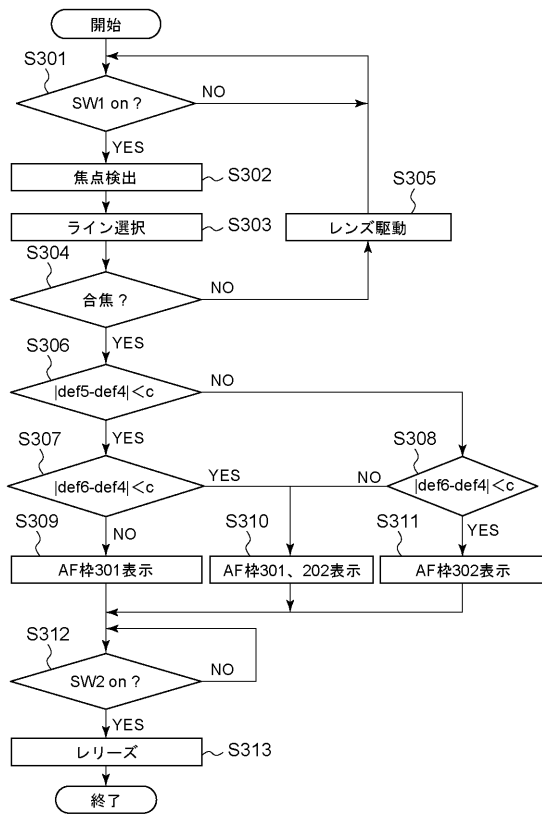 開始
S301
SW1 on ?
NO
YES
焦点検出
S302
S305
ライン選択
S303
レンズ駆動
S304
合焦 ?
NO
YES
S306
|def5-def4|<c
NO
YES
S307
|def6-def4|<c
YES
NO
S308
|def6-def4|<c
NO
YES
S309
AF枠301表示
S310
AF枠301、202表示
S311
AF枠302表示
S312
SW2 on ?
NO
YES
レリーズ
S313
終了